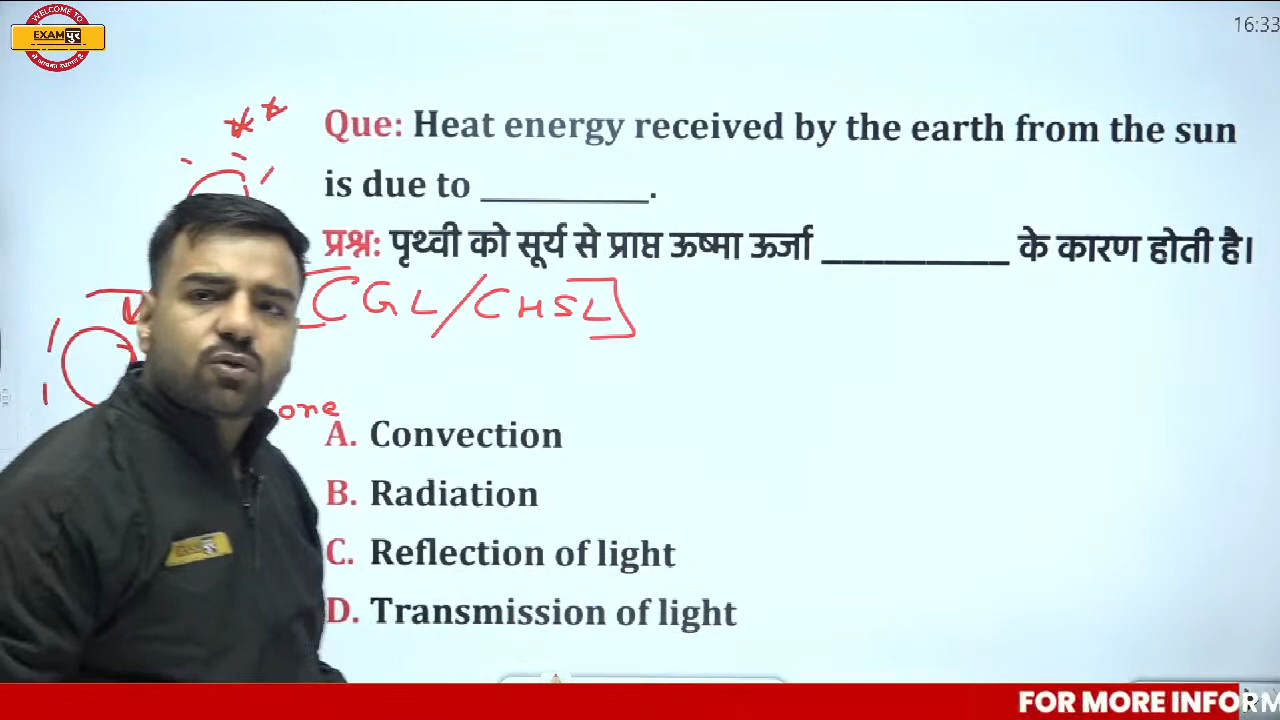 WELCOME TO
EXAMपुर
16:33
Que: Heat energy received by the earth from the sun
is due to __________.
प्रश्न: पृथ्वी को सूर्य से प्राप्त ऊष्मा ऊर्जा ___________ के कारण होती है।
[CGL/CHSL]
one
A. Convection
B. Radiation
C. Reflection of light
D. Transmission of light
FOR MORE INFORM